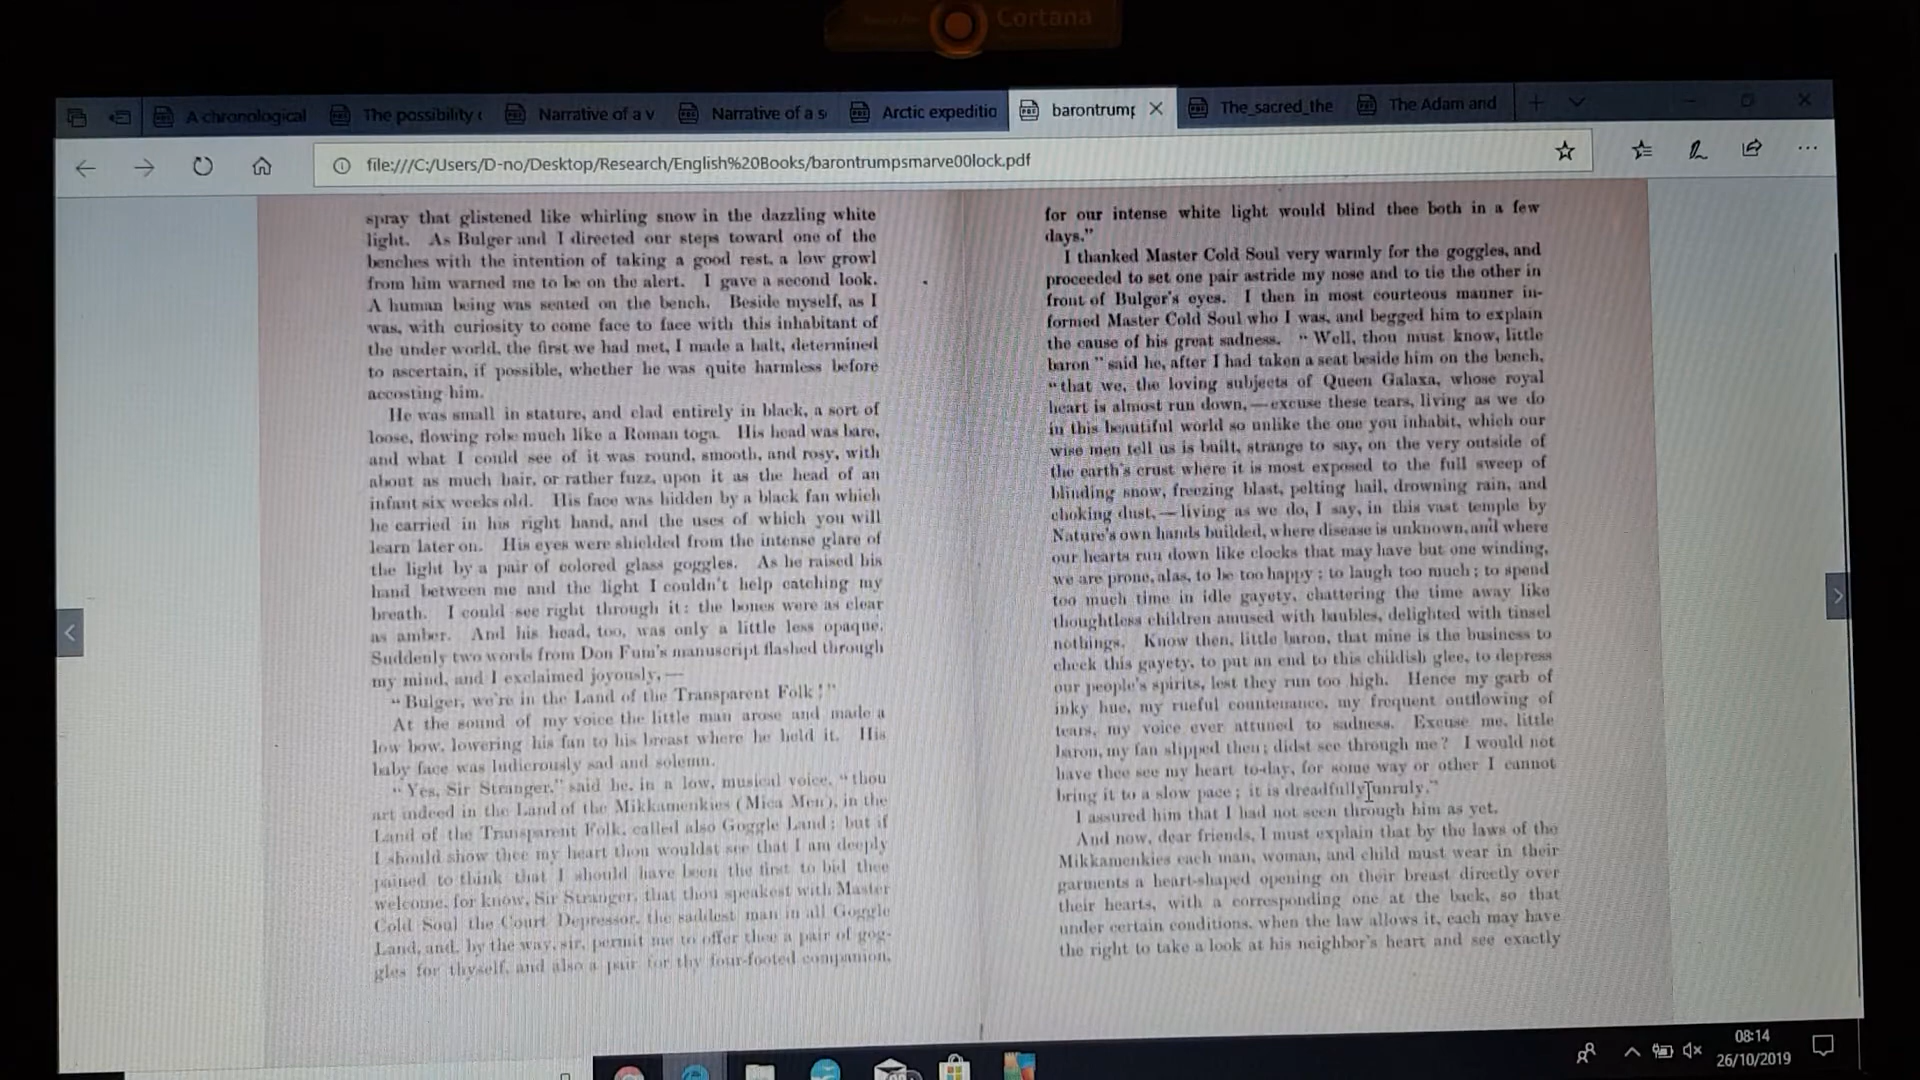 Cortana
A chronological
The possibility
Narrative of a v
Narrative of a s
Arctic expeditio
barontrump
The_sacred_the
The Adam and
file:///C:/Users/D-no/Desktop/Research/English%20Books/barontrumpsmarve00lock.pdf
spray that glistened like whirling snow in the dazzling white
light. As Bulger and I directed our steps toward one of the
benches with the intention of taking a good rest, a low growl
from him warned me to be on the alert. I gave a second look.
A human being was seated on the bench. Beside myself, as I
was, with curiosity to come face to face with this inhabitant of
the under world, the first we had met, I made a halt, determined
to ascertain, if possible, whether he was quite harmless before
accosting him.
He was small in stature, and clad entirely in black, a sort of
loose, flowing robe much like a Roman toga. His head was bare,
and what I could see of it was round, smooth, and rosy, with
about as much hair, or rather fuzz, upon it as the head of an
infant six weeks old. His face was hidden by a black fan which
he carried in his right hand, and the uses of which you will
learn later on. His eyes were shielded from the intense glare of
the light by a pair of colored glass goggles. As he raised his
hand between me and the light I couldn't help catching my
breath. I could see right through it: the bones were as clear
as amber. And his head, too, was only a little less opaque.
Suddenly two words from Don Fum's manuscript flashed through
my mind, and I exclaimed joyously,—
"Bulger, we're in the Land of the Transparent Folk!"
At the sound of my voice the little man arose and made a
low bow, lowering his fan to his breast where he held it. His
baby face was ludicrously sad and solemn.
"Yes, Sir Stranger," said he, in a low, musical voice, "thou
art indeed in the Land of the Mikkamenkies (Mica Men), in the
Land of the Transparent Folk, called also Goggle Land; but if
I should show thee my heart thou wouldst see that I am deeply
pained to think that I should have been the first to bid thee
welcome, for know, Sir Stranger, that thou speakest with Master
Cold Soul the Court Depressor, the saddest man in all Goggle
Land, and, by the way, sir, permit me to offer thee a pair of gog-
gles for thyself, and also a pair for thy four-footed companion,
for our intense white light would blind thee both in a few
days."
I thanked Master Cold Soul very warmly for the goggles, and
proceeded to set one pair astride my nose and to tie the other in
front of Bulger's eyes. I then in most courteous manner in-
formed Master Cold Soul who I was, and begged him to explain
the cause of his great sadness. "Well, thou must know, little
baron" said he, after I had taken a seat beside him on the bench,
"that we, the loving subjects of Queen Galaxa, whose royal
heart is almost run down,—excuse these tears, living as we do
in this beautiful world so unlike the one you inhabit, which our
wise men tell us is built, strange to say, on the very outside of
the earth's crust where it is most exposed to the full sweep of
blinding snow, freezing blast, pelting hail, drowning rain, and
choking dust,—living as we do, I say, in this vast temple by
Nature's own hands builded, where disease is unknown, and where
our hearts run down like clocks that may have but one winding,
we are prone, alas, to be too happy; to laugh too much; to spend
too much time in idle gayety, chattering the time away like
thoughtless children amused with baubles, delighted with tinsel
nothings. Know then, little baron, that mine is the business to
check this gayety, to put an end to this childish glee, to depress
our people's spirits, lest they run too high. Hence my garb of
inky hue, my rueful countenance, my frequent outflowing of
tears, my voice ever attuned to sadness. Excuse me, little
baron, my fan slipped then; didst see through me? I would not
have thee see my heart to-day, for some way or other I cannot
bring it to a slow pace; it is dreadfully unruly."
I assured him that I had not seen through him as yet.
And now, dear friends, I must explain that by the laws of the
Mikkamenkies each man, woman, and child must wear in their
garments a heart-shaped opening on their breast directly over
their hearts, with a corresponding one at the back, so that
under certain conditions, when the law allows it, each may have
the right to take a look at his neighbor's heart and see exactly
08:14
26/10/2019